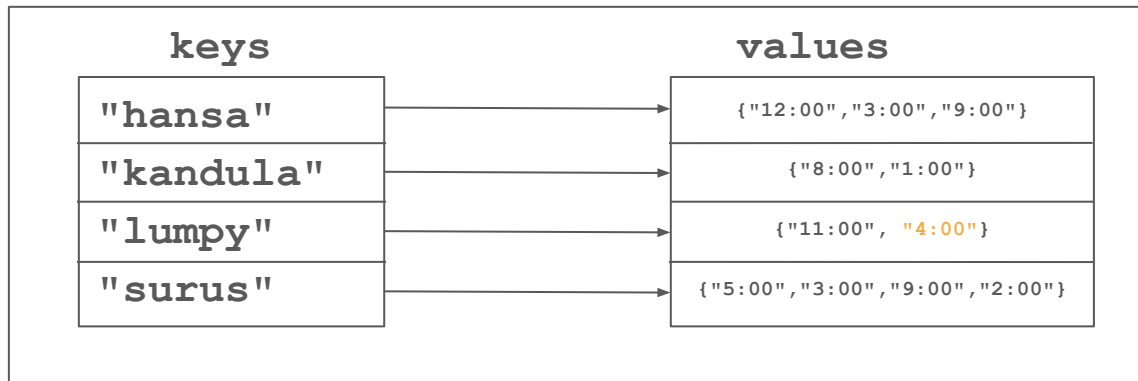 keys values
"hansa" {"12:00","3:00","9:00"}
"kandula" {"8:00","1:00"}
"lumpy" {"11:00", "4:00"}
"surus" {"5:00","3:00","9:00","2:00"}